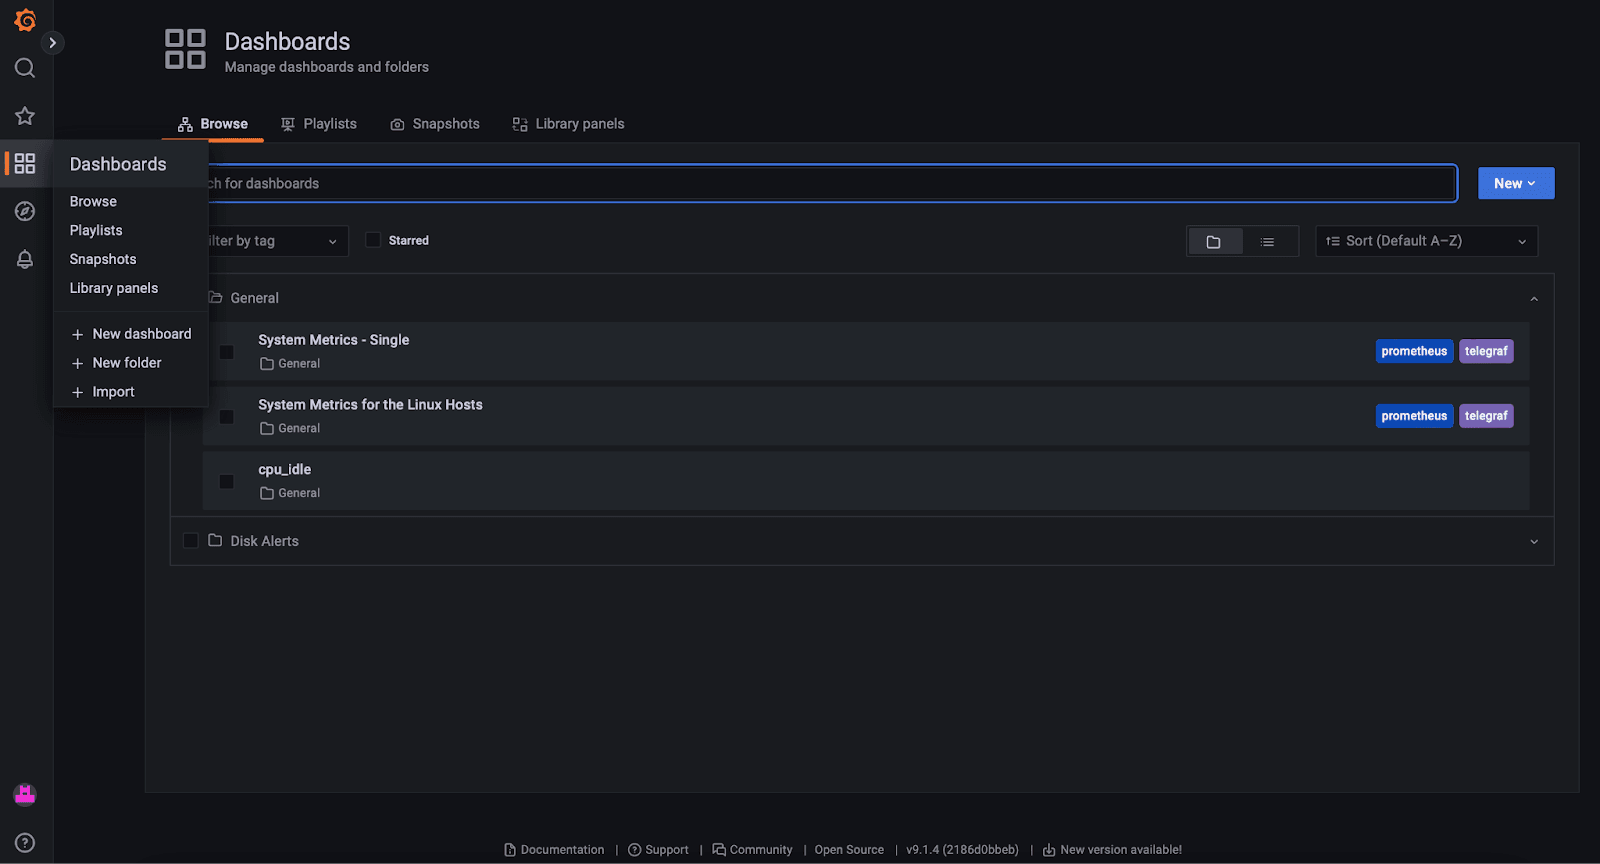 Dashboards
Manage dashboards and folders
Browse
Playlists
Snapshots
Library panels
Dashboards
Browse
Playlists
Snapshots
Library panels
+ New dashboard
+ New folder
+ Import
ch for dashboards
New
ilter by tag
Starred
Sort (Default A–Z)
General
System Metrics - Single
General
prometheus telegraf
System Metrics for the Linux Hosts
General
prometheus telegraf
cpu_idle
General
Disk Alerts
Documentation | Support | Community | Open Source | v9.1.4 (2186d0bbeb) | New version available!